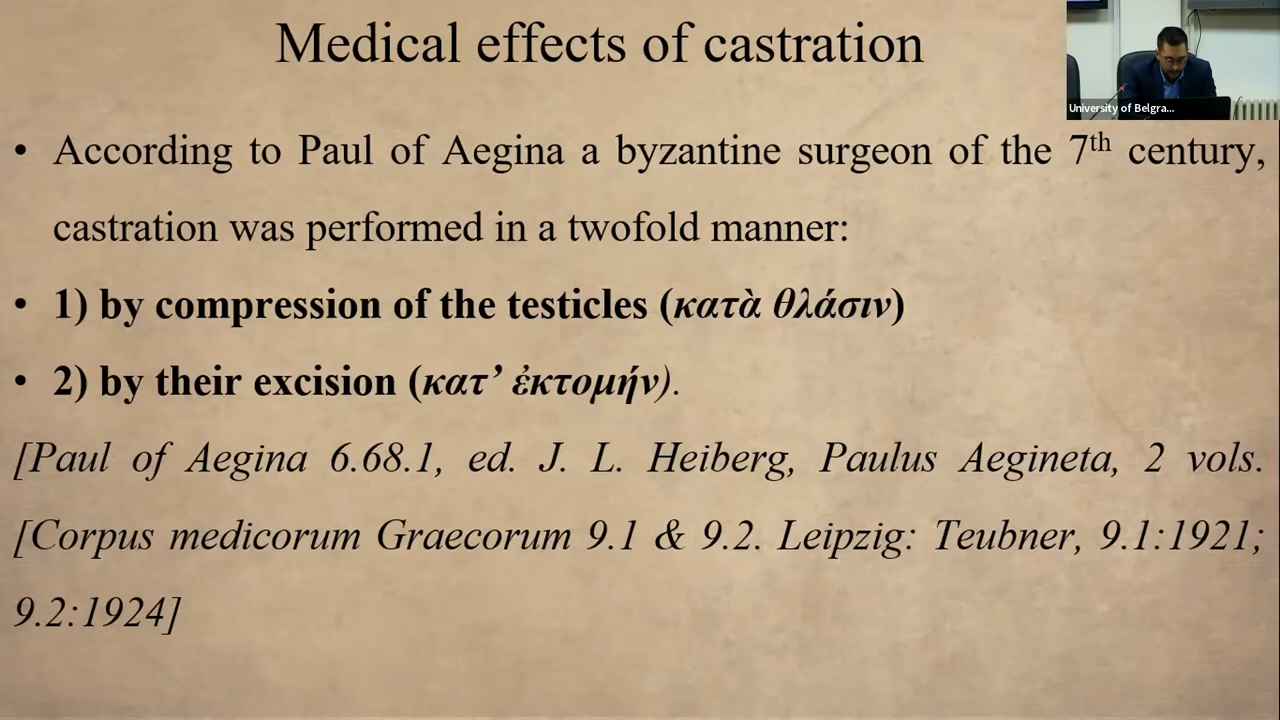 Medical effects of castration
University of Belgra...
• According to Paul of Aegina a byzantine surgeon of the 7th century,
castration was performed in a twofold manner:
• 1) by compression of the testicles (κατὰ θλάσιν)
• 2) by their excision (κατ’ ἐκτομήν).
[Paul of Aegina 6.68.1, ed. J. L. Heiberg, Paulus Aegineta, 2 vols.
[Corpus medicorum Graecorum 9.1 & 9.2. Leipzig: Teubner, 9.1:1921;
9.2:1924]